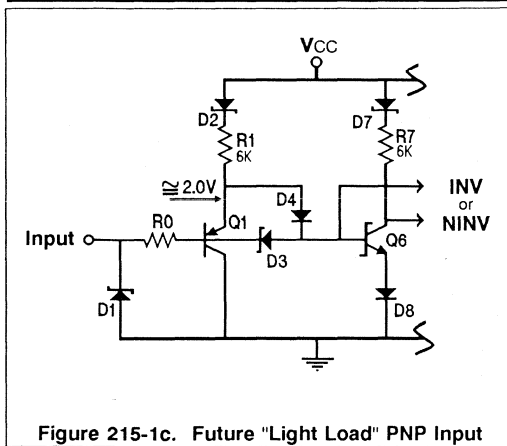 VCC
D2
R1
6K
D7
R7
6K
≅ 2.0V
D4
INV
or
NINV
R0
Q1
Input
D3
Q6
D1
D8
Figure 215-1c. Future "Light Load" PNP Input